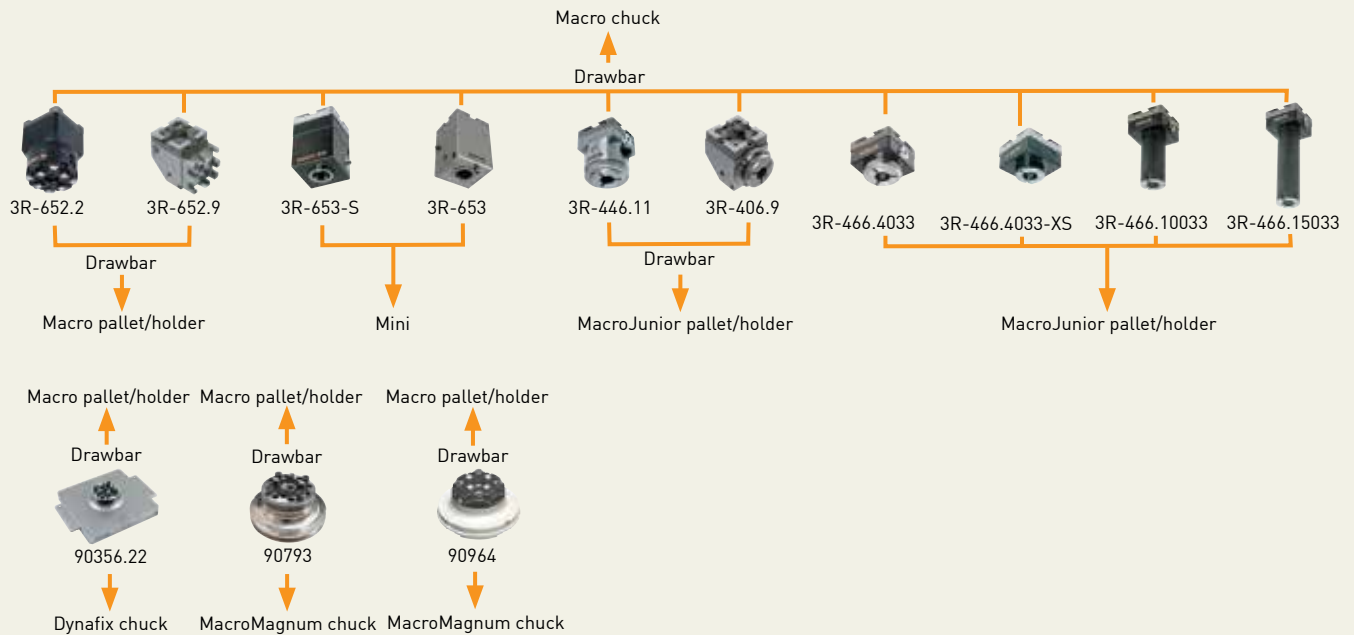 Macro chuck
Drawbar
3R-652.2
3R-652.9
3R-653-S
3R-653
3R-446.11
3R-406.9
3R-466.4033
3R-466.4033-XS
3R-466.10033
3R-466.15033
Drawbar
Drawbar
Macro pallet/holder
Mini
MacroJunior pallet/holder
MacroJunior pallet/holder
Macro pallet/holder
Macro pallet/holder
Macro pallet/holder
Drawbar
Drawbar
Drawbar
90356.22
90793
90964
Dynafix chuck
MacroMagnum chuck
MacroMagnum chuck